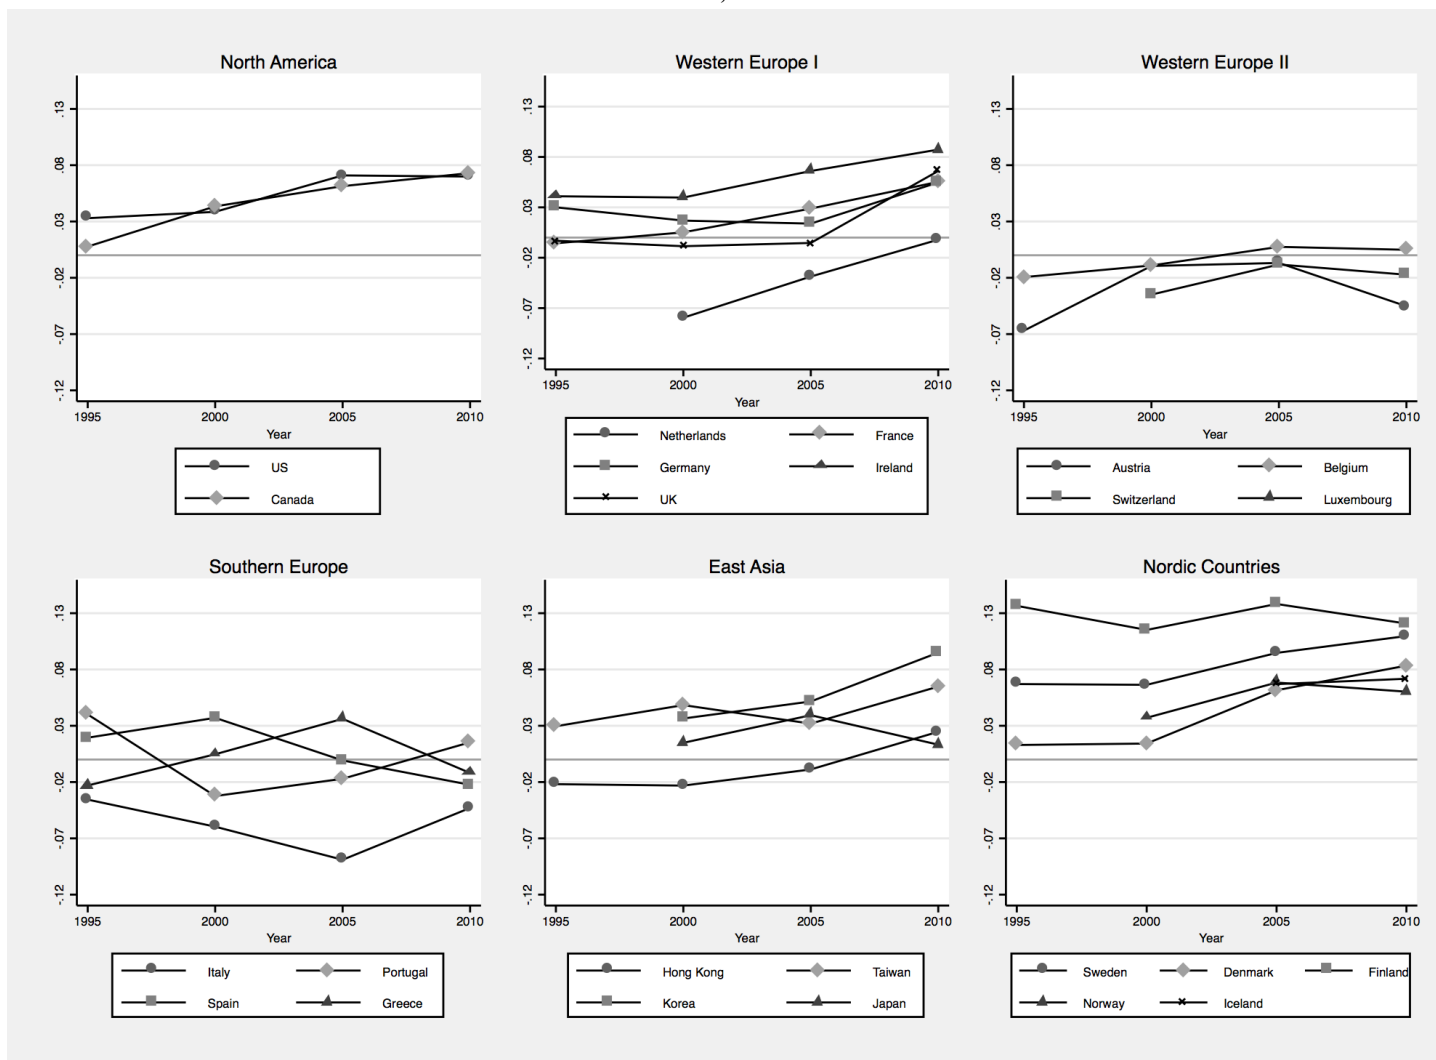 North America
.13
.08
.03
-.02
-.07
-.12
1995 2000 2005 2010
Year
US
Canada
Western Europe I
.13
.08
.03
-.02
-.07
-.12
1995 2000 2005 2010
Year
Netherlands France
Germany Ireland
UK
Western Europe II
.13
.08
.03
-.02
-.07
-.12
1995 2000 2005 2010
Year
Austria Belgium
Switzerland Luxembourg
Southern Europe
.13
.08
.03
-.02
-.07
-.12
1995 2000 2005 2010
Year
Italy Portugal
Spain Greece
East Asia
.13
.08
.03
-.02
-.07
-.12
1995 2000 2005 2010
Year
Hong Kong Taiwan
Korea Japan
Nordic Countries
.13
.08
.03
-.02
-.07
-.12
1995 2000 2005 2010
Year
Sweden Denmark Finland
Norway Iceland